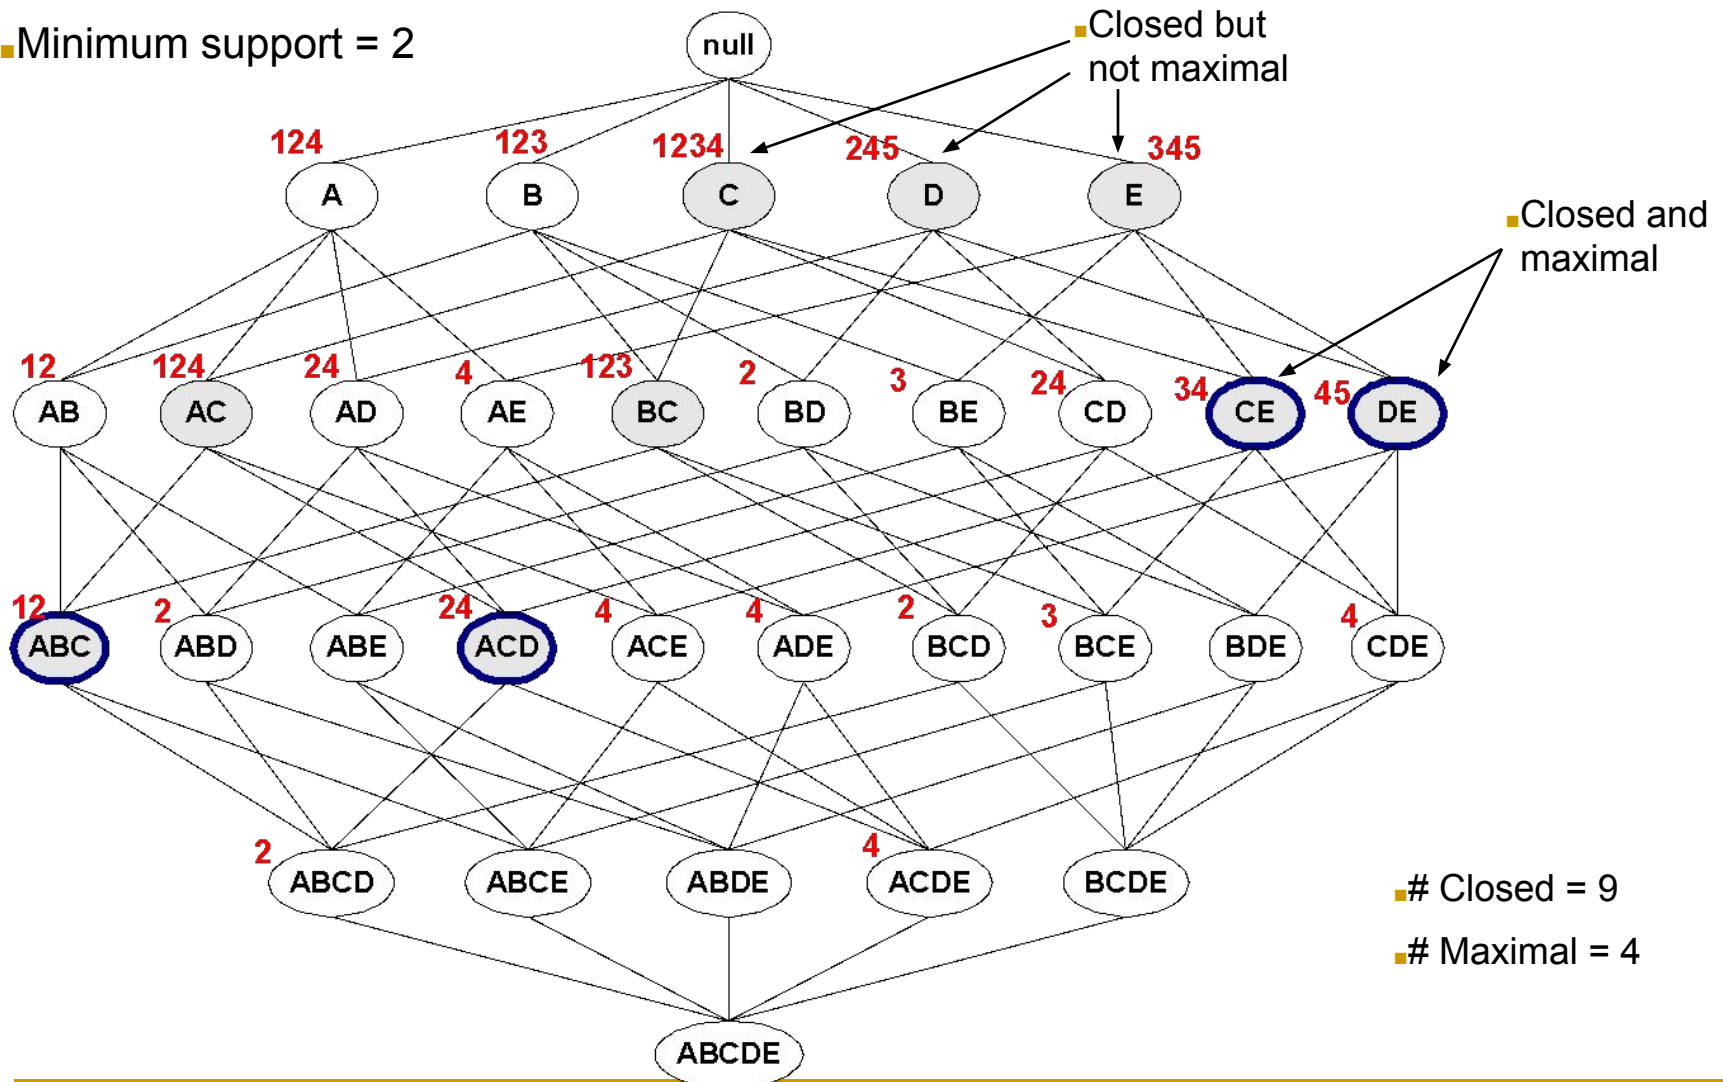 ▪Minimum support = 2
null
▪Closed but
not maximal
124 123 1234 245 345
A B C D E
▪Closed and
maximal
12 124 24 4 123 2 3 24 34 45
AB AC AD AE BC BD BE CD CE DE
12 2 24 4 4 2 3 4
ABC ABD ABE ACD ACE ADE BCD BCE BDE CDE
2 4
ABCD ABCE ABDE ACDE BCDE
▪# Closed = 9
▪# Maximal = 4
ABCDE